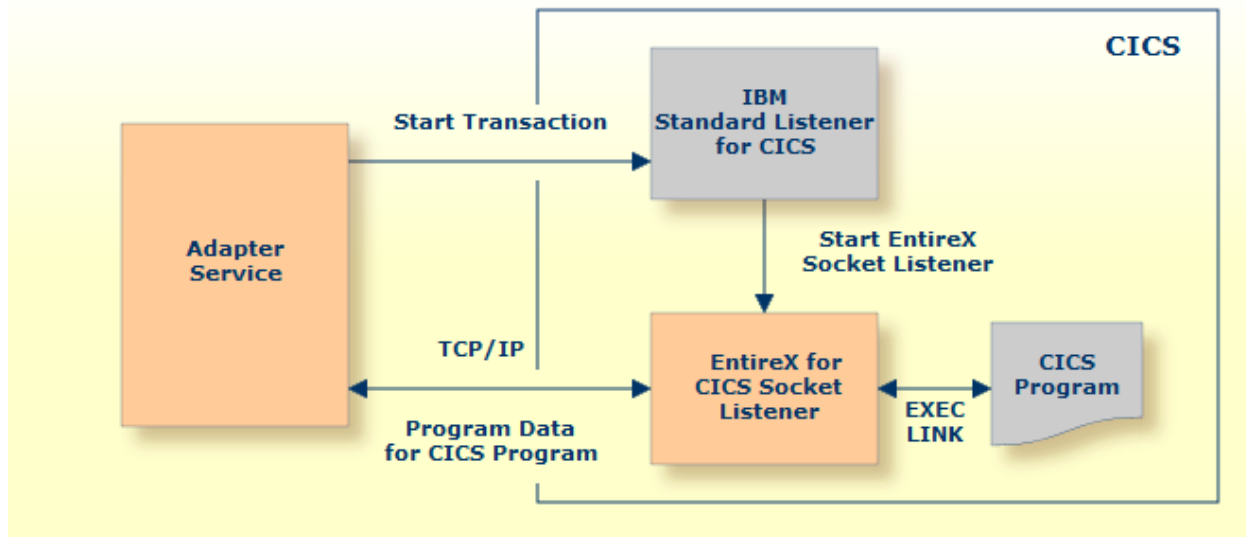 CICS
IBM
Standard Listener
for CICS
Start Transaction
Adapter
Service
Start EntireX
Socket Listener
TCP/IP
EntireX for
CICS Socket
Listener
CICS
Program
EXEC
LINK
Program Data
for CICS Program